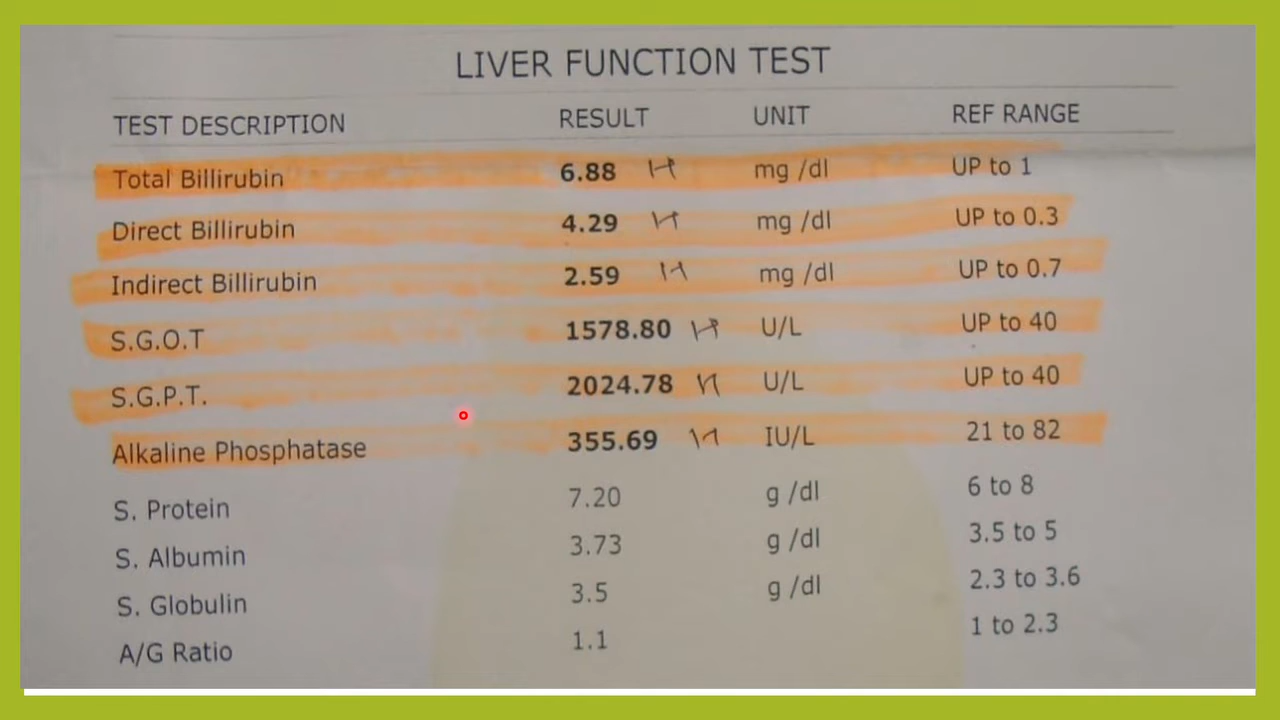 LIVER FUNCTION TEST
TEST DESCRIPTION RESULT UNIT REF RANGE
Total Billirubin 6.88 H mg /dl UP to 1
Direct Billirubin 4.29 H mg /dl UP to 0.3
Indirect Billirubin 2.59 H mg /dl UP to 0.7
S.G.O.T 1578.80 H U/L UP to 40
S.G.P.T. 2024.78 H U/L UP to 40
Alkaline Phosphatase 355.69 H IU/L 21 to 82
S. Protein 7.20 g /dl 6 to 8
S. Albumin 3.73 g /dl 3.5 to 5
S. Globulin 3.5 g /dl 2.3 to 3.6
A/G Ratio 1.1 1 to 2.3